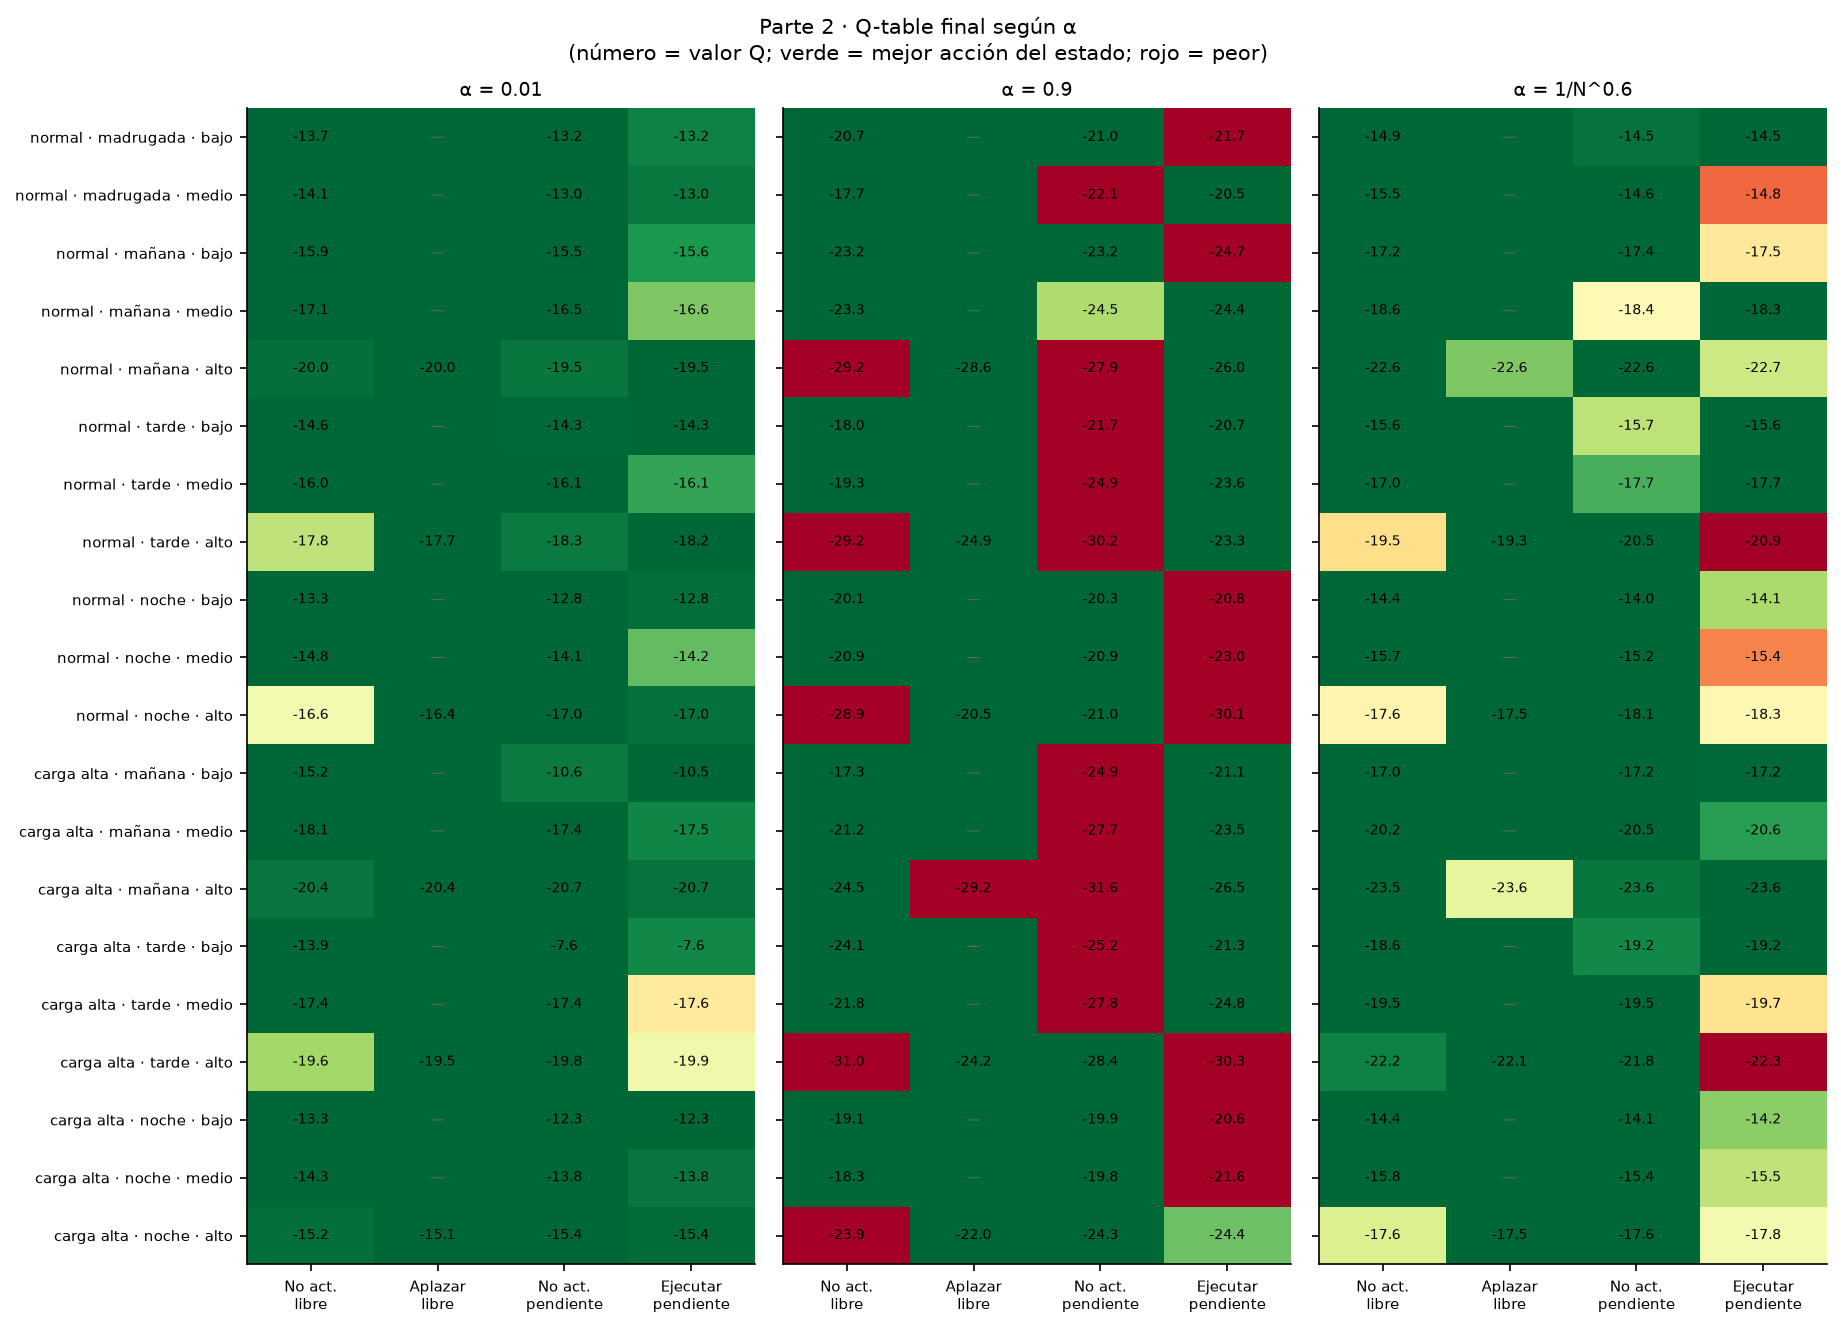 Parte 2 · Q-table final según α
(número = valor Q; verde = mejor acción del estado; rojo = peor)
α = 0.01 α = 0.9 α = 1/N^0.6
normal · madrugada · bajo -13.7 — -13.2 -13.2 -20.7 — -21.0 -21.7 -14.9 — -14.5 -14.5
normal · madrugada · medio -14.1 — -13.0 -13.0 -17.7 — -22.1 -20.5 -15.5 — -14.6 -14.8
normal · mañana · bajo -15.9 — -15.5 -15.6 -23.2 — -23.2 -24.7 -17.2 — -17.4 -17.5
normal · mañana · medio -17.1 — -16.5 -16.6 -23.3 — -24.5 -24.4 -18.6 — -18.4 -18.3
normal · mañana · alto -20.0 -20.0 -19.5 -19.5 -29.2 -28.6 -27.9 -26.0 -22.6 -22.6 -22.6 -22.7
normal · tarde · bajo -14.6 — -14.3 -14.3 -18.0 — -21.7 -20.7 -15.6 — -15.7 -15.6
normal · tarde · medio -16.0 — -16.1 -16.1 -19.3 — -24.9 -23.6 -17.0 — -17.7 -17.7
normal · tarde · alto -17.8 -17.7 -18.3 -18.2 -29.2 -24.9 -30.2 -23.3 -19.5 -19.3 -20.5 -20.9
normal · noche · bajo -13.3 — -12.8 -12.8 -20.1 — -20.3 -20.8 -14.4 — -14.0 -14.1
normal · noche · medio -14.8 — -14.1 -14.2 -20.9 — -20.9 -23.0 -15.7 — -15.2 -15.4
normal · noche · alto -16.6 -16.4 -17.0 -17.0 -28.9 -20.5 -21.0 -30.1 -17.6 -17.5 -18.1 -18.3
carga alta · mañana · bajo -15.2 — -10.6 -10.5 -17.3 — -24.9 -21.1 -17.0 — -17.2 -17.2
carga alta · mañana · medio -18.1 — -17.4 -17.5 -21.2 — -27.7 -23.5 -20.2 — -20.5 -20.6
carga alta · mañana · alto -20.4 -20.4 -20.7 -20.7 -24.5 -29.2 -31.6 -26.5 -23.5 -23.6 -23.6 -23.6
carga alta · tarde · bajo -13.9 — -7.6 -7.6 -24.1 — -25.2 -21.3 -18.6 — -19.2 -19.2
carga alta · tarde · medio -17.4 — -17.4 -17.6 -21.8 — -27.8 -24.8 -19.5 — -19.5 -19.7
carga alta · tarde · alto -19.6 -19.5 -19.8 -19.9 -31.0 -24.2 -28.4 -30.3 -22.2 -22.1 -21.8 -22.3
carga alta · noche · bajo -13.3 — -12.3 -12.3 -19.1 — -19.9 -20.6 -14.4 — -14.1 -14.2
carga alta · noche · medio -14.3 — -13.8 -13.8 -18.3 — -19.8 -21.6 -15.8 — -15.4 -15.5
carga alta · noche · alto -15.2 -15.1 -15.4 -15.4 -23.9 -22.0 -24.3 -24.4 -17.6 -17.5 -17.6 -17.8
No act. Aplazar No act. Ejecutar No act. Aplazar No act. Ejecutar No act. Aplazar No act. Ejecutar
libre libre pendiente pendiente libre libre pendiente pendiente libre libre pendiente pendiente